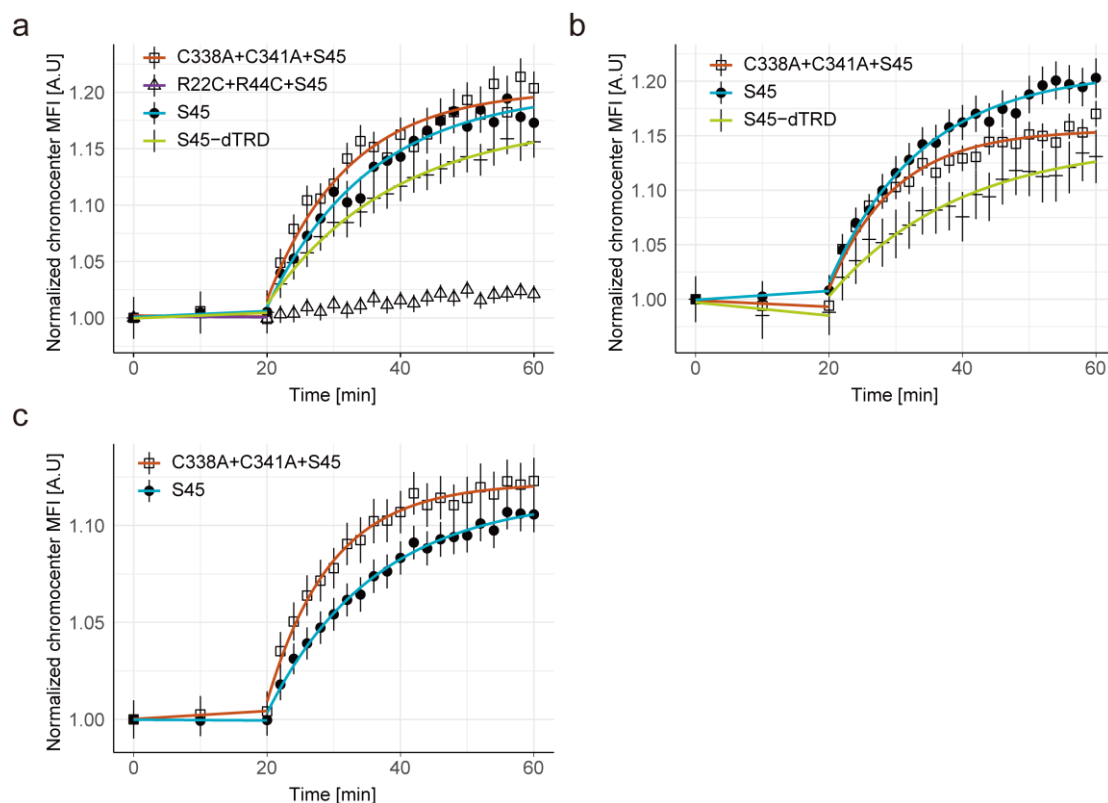 a
Normalized chromocenter MFI [A.U]
C338A+C341A+S45
R22C+R44C+S45
S45
S45−dTRD
1.20
1.15
1.10
1.05
1.00
0 20 40 60
Time [min]
b
Normalized chromocenter MFI [A.U]
C338A+C341A+S45
S45
S45−dTRD
1.20
1.15
1.10
1.05
1.00
0 20 40 60
Time [min]
c
Normalized chromocenter MFI [A.U]
C338A+C341A+S45
S45
1.10
1.05
1.00
0 20 40 60
Time [min]